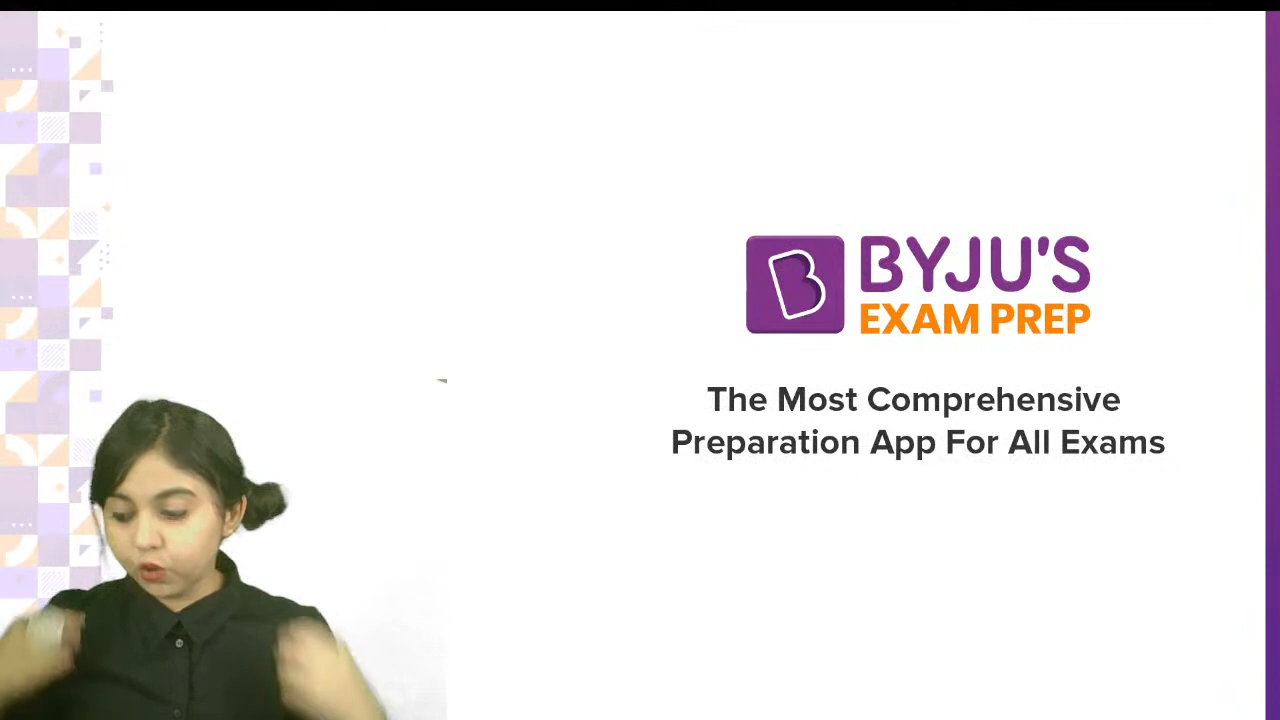 BYJU'S
EXAM PREP
The Most Comprehensive
Preparation App For All Exams